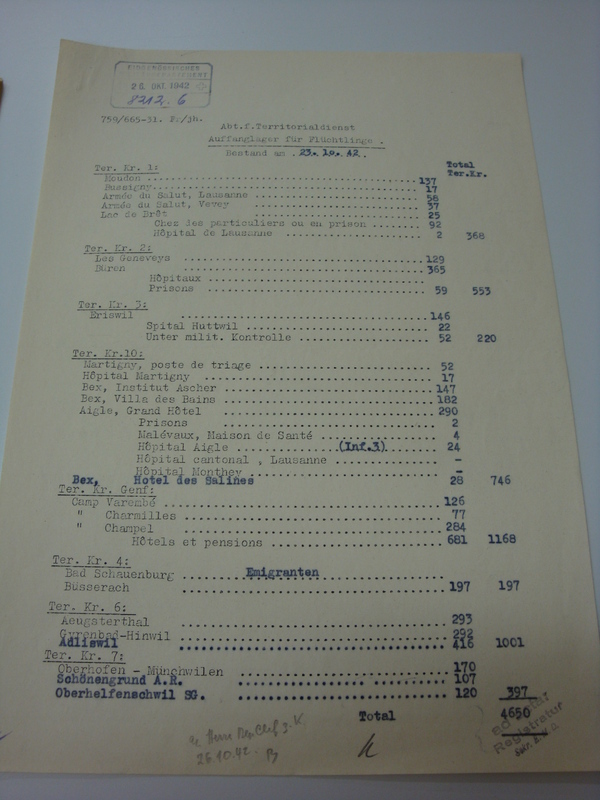 EIDGENÖSSISCHES
26. OKT. 1942
8212. 6
759/665-31.
Abt.f.Territorialdienst
Auffanglager für Flüchtlinge .
Bestand am .23. 10. 42.
Total
Ter.Kr.
Ter. Kr. 1:
Moudon ........ 137
Bussigny ........ 17
Armée du Salut, Lausanne ........ 58
Armée du Salut, Vevey ........ 37
Lac de Brêt ........ 25
Chez des particuliers ou en prison ........ 92
Hôpital de Lausanne ........ 2 368
Ter. Kr. 2:
Les Geneveys ........ 129
Büren ........ 365
Hôpitaux ........
Prisons ........ 59 553
Ter. Kr. 3:
Eriswil ........ 146
Spital Huttwil ........ 22
Unter milit. Kontrolle ........ 52 220
Ter. Kr.10:
Martigny, poste de triage ........ 52
Hôpital Martigny ........ 17
Bex, Institut Ascher ........ 147
Bex, Villa des Bains ........ 182
Aigle, Grand Hôtel ........ 290
Prisons ........ 2
Malévaux, Maison de Santé ........ 4
Hôpital Aigle ........ (Inf.3) ........ 24
Hôpital cantonal , Lausanne ........ -
Hôpital Monthey ........ -
Bex, Hotel des Salines 28 746
Ter. Kr. Genf:
Camp Varembé ........ 126
" Charmilles ........ 77
" Champel ........ 284
Hôtels et pensions ........ 681 1168
Ter. Kr. 4:
Bad Schauenburg ........ Emigranten ........
Büsserach ........ 197 197
Ter. Kr. 6:
Aeugsterthal ........ 293
Gyrenbad-Hinwil ........ 292
Adliswil ........ 416 1001
Ter. Kr. 7:
Oberhofen - Münchwilen ........ 170
Schönengrund A.R. ........ 107
Oberhelfenschwil SG. ........ 120 397
Total 4650
Registratur
26.10.42.